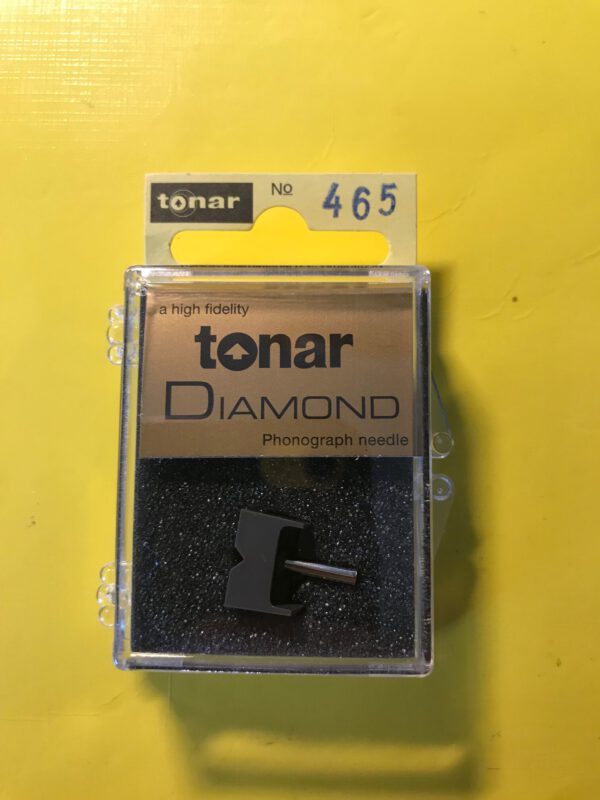 tonar No 465
a high fidelity
tonar
DIAMOND
Phonograph needle